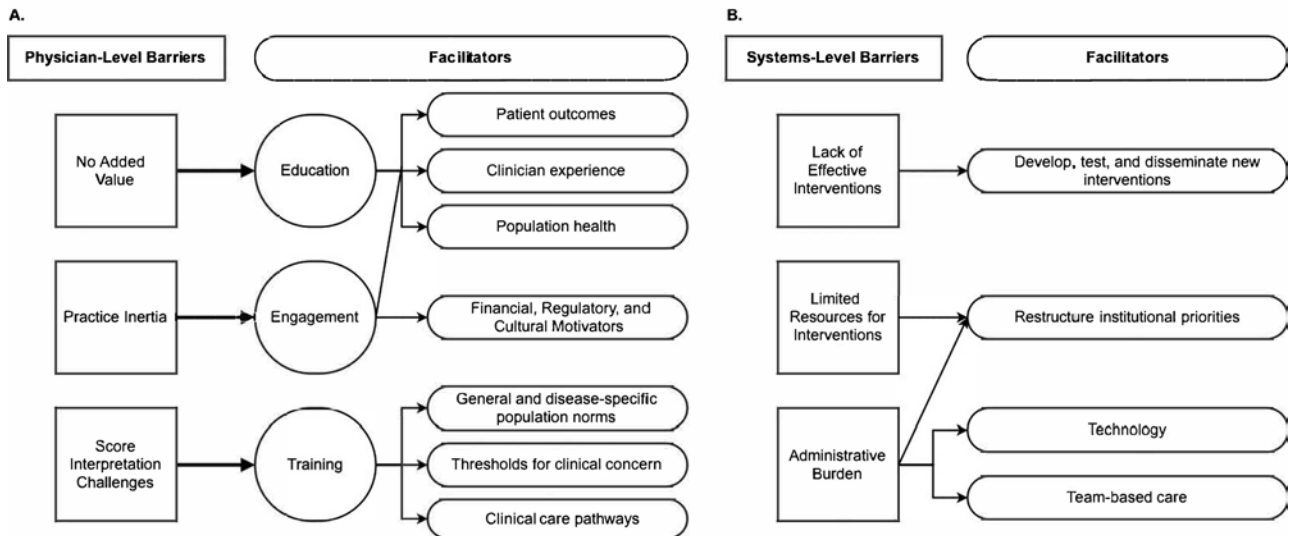 A.
Physician-Level Barriers
Facilitators
No Added
Value
Education
Patient outcomes
Clinician experience
Population health
Practice Inertia
Engagement
Financial, Regulatory, and
Cultural Motivators
Score
Interpretation
Challenges
Training
General and disease-specific
population norms
Thresholds for clinical concern
Clinical care pathways
B.
Systems-Level Barriers
Facilitators
Lack of
Effective
Interventions
Develop, test, and disseminate new
interventions
Limited
Resources for
Interventions
Restructure institutional priorities
Administrative
Burden
Technology
Team-based care